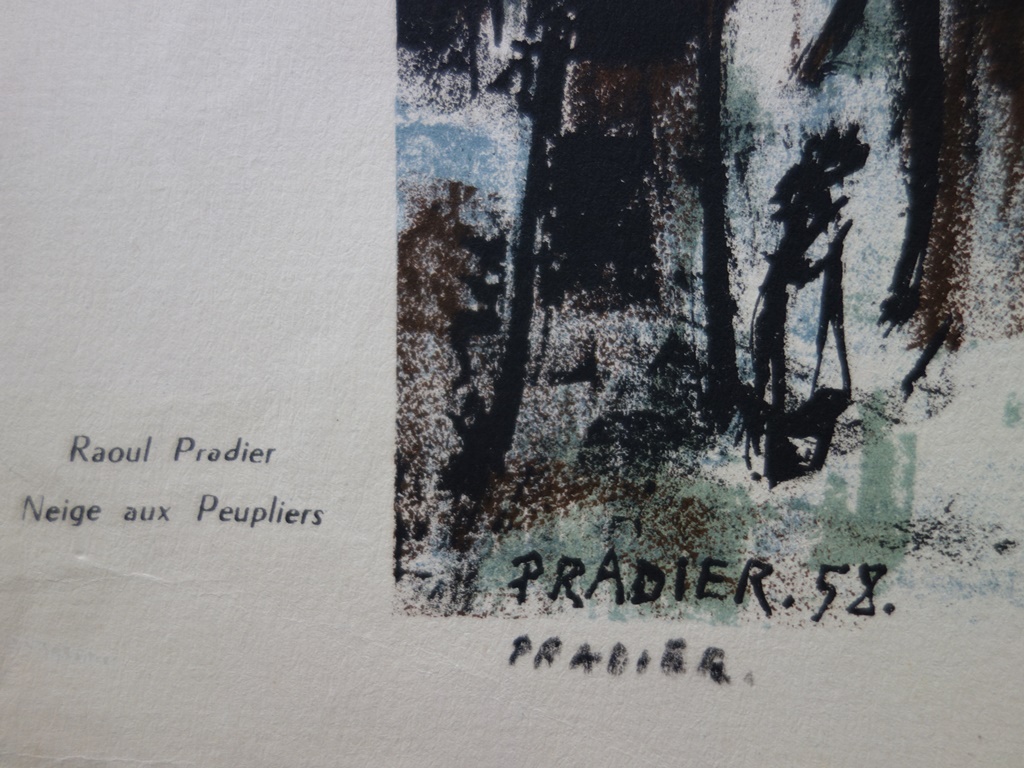 Raoul Pradier
Neige aux Peupliers
PRADIER.58.
PRADIER.